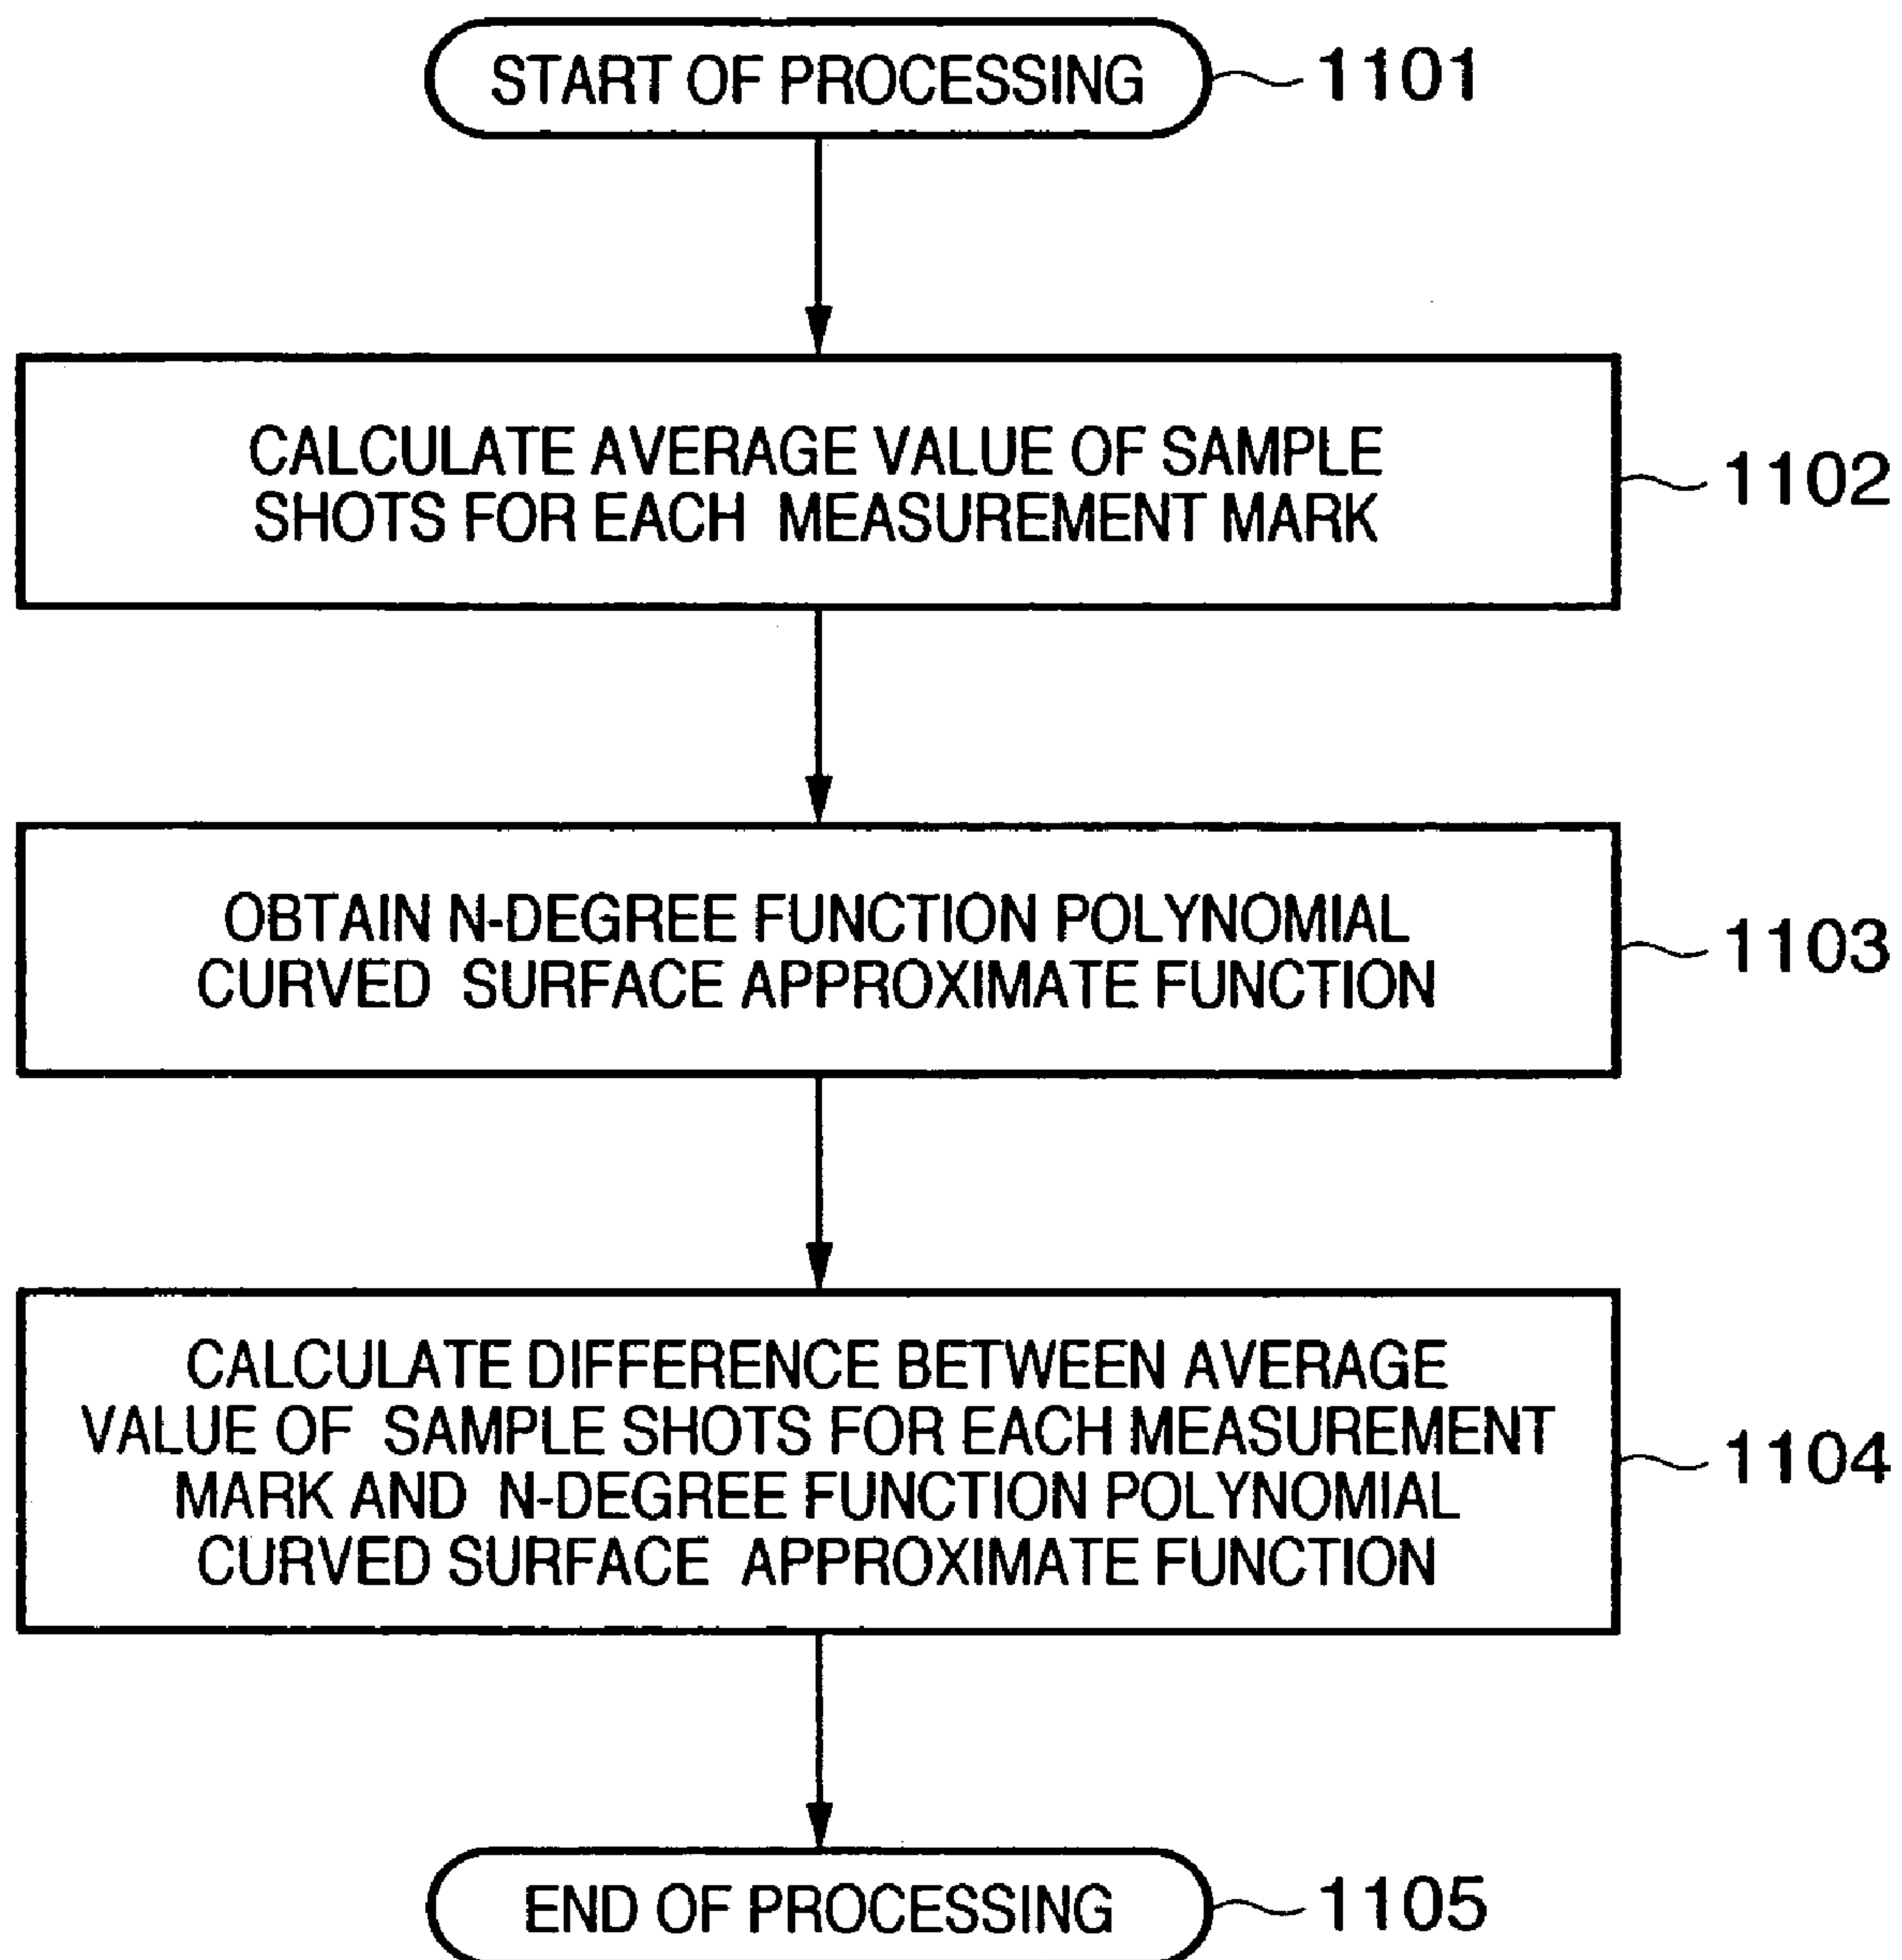 START OF PROCESSING 1101
CALCULATE AVERAGE VALUE OF SAMPLE
SHOTS FOR EACH MEASUREMENT MARK
1102
OBTAIN N-DEGREE FUNCTION POLYNOMIAL
CURVED SURFACE APPROXIMATE FUNCTION
1103
CALCULATE DIFFERENCE BETWEEN AVERAGE
VALUE OF SAMPLE SHOTS FOR EACH MEASUREMENT
MARK AND N-DEGREE FUNCTION POLYNOMIAL
CURVED SURFACE APPROXIMATE FUNCTION
1104
END OF PROCESSING 1105